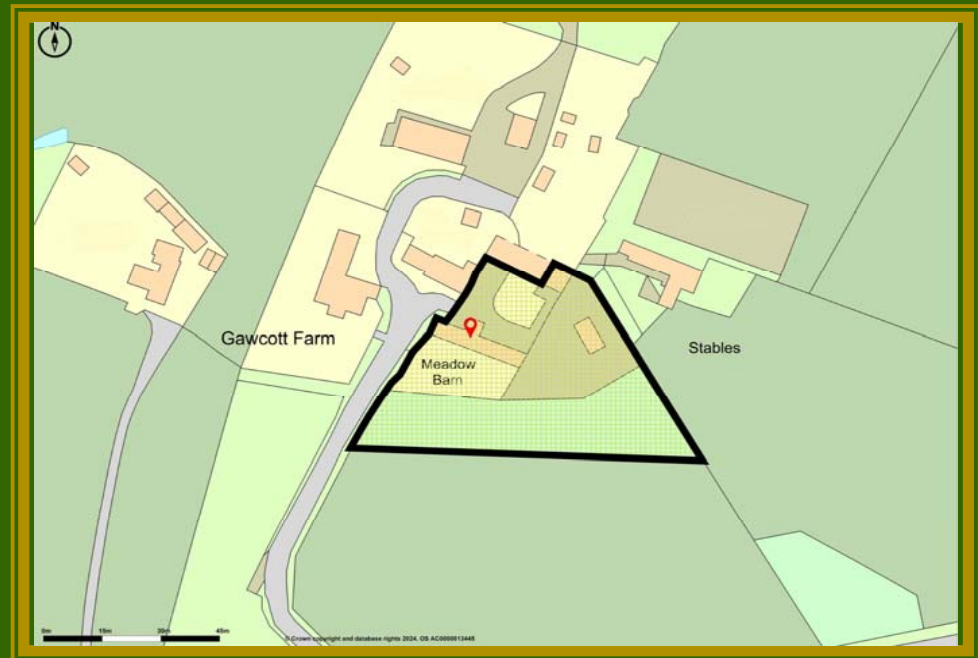 N
Gawcott Farm
Stables
Meadow
Barn
0m 15m 30m 45m
© Crown copyright and database rights 2024. OS AC0000813445